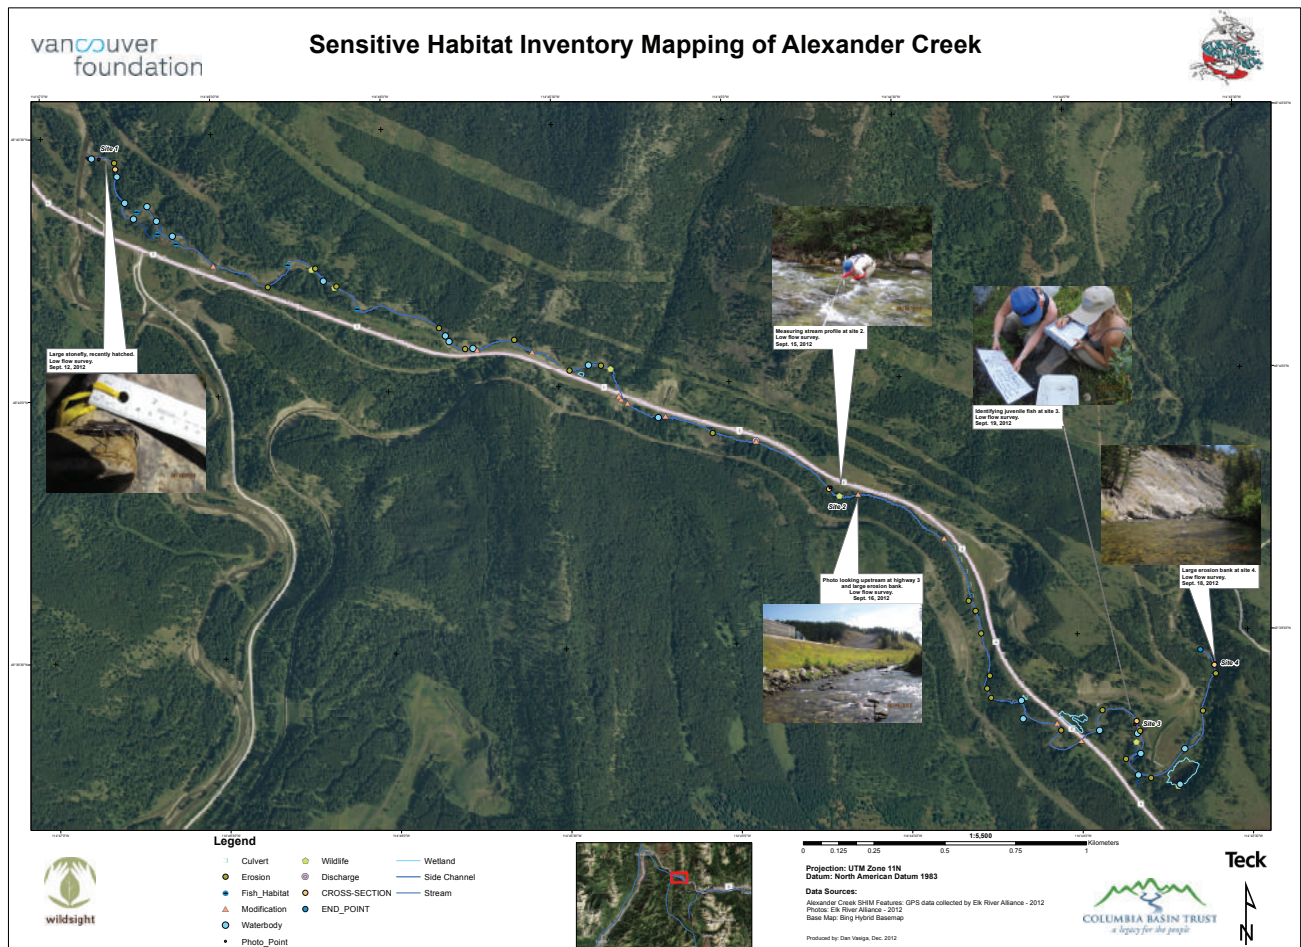 vancouver
foundation
Sensitive Habitat Inventory Mapping of Alexander Creek
Site 1
Large stonefly, recently hatched.
Low flow survey.
Sept. 12, 2012
Measuring stream profile at site 2.
Low flow survey.
Sept. 15, 2012
Identifying juvenile fish at site 3.
Low flow survey.
Sept. 19, 2012
Site 2
Large erosion bank at site 4.
Low flow survey.
Sept. 18, 2012
Photo looking upstream at highway 3
and large erosion bank.
Low flow survey.
Sept. 16, 2012
Site 4
Site 3
Legend
Culvert
Erosion
Fish_Habitat
Modification
Waterbody
Photo_Point
Wildlife
Discharge
CROSS-SECTION
END_POINT
Wetland
Side Channel
Stream
1:5,500
0 0.125 0.25 0.5 0.75 1 Kilometers
Projection: UTM Zone 11N
Datum: North American Datum 1983
Data Sources:
Alexander Creek SHIM Features: GPS data collected by Elk River Alliance - 2012
Photos: Elk River Alliance - 2012
Base Map: Bing Hybrid Basemap
Produced by: Dan Vasiga, Dec. 2012
wildsight
COLUMBIA BASIN TRUST
a legacy for the people
Teck
N